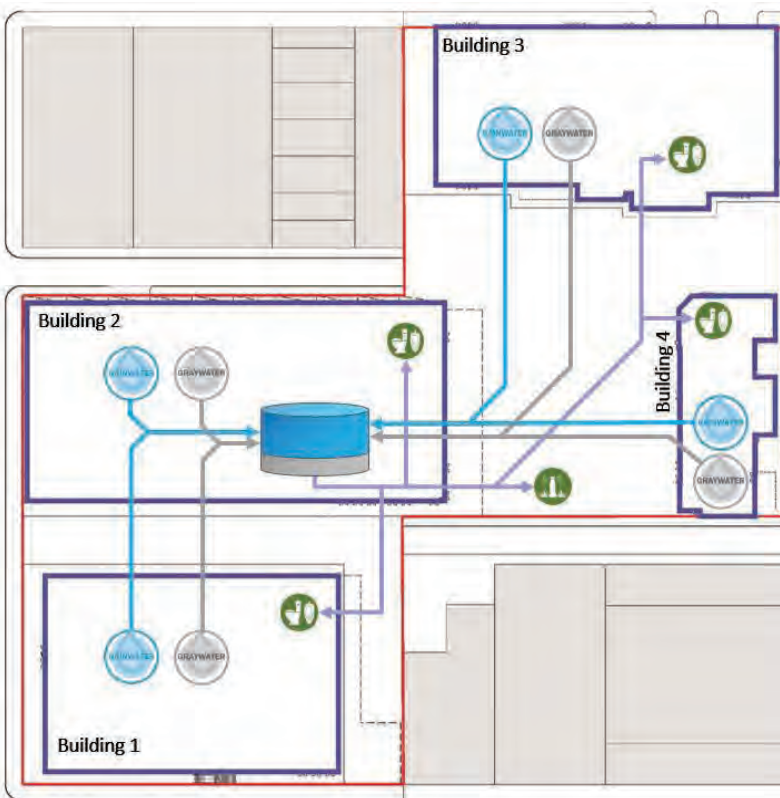 Building 3
RAINWATER
GRAYWATER
Building 2
RAINWATER
GRAYWATER
Building 4
RAINWATER
GRAYWATER
RAINWATER
GRAYWATER
Building 1